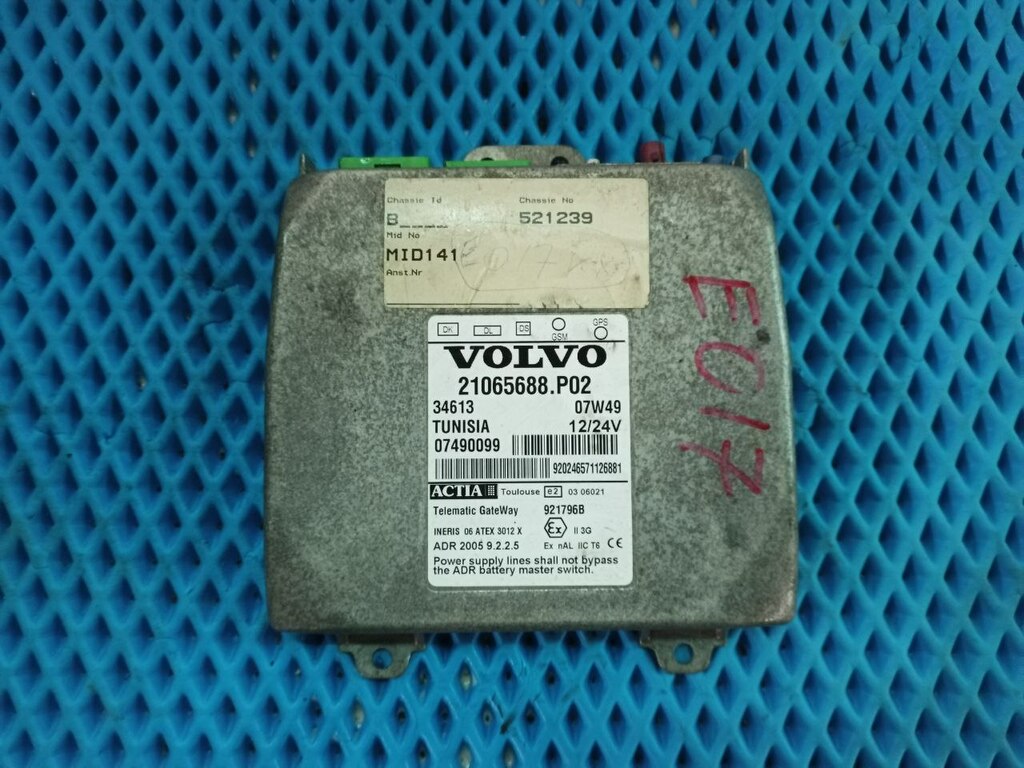 Chassie Id Chassie No
B 521239
Mid No
MID141
Anst.Nr
DK DL DS GSM GPS
VOLVO
21065688.P02
34613 07W49
TUNISIA 12/24V
07490099
920246571126881
ACTIA Toulouse e2 03 06021
Telematic GateWay 921796B
INERIS 06 ATEX 3012 X Ex II 3G
ADR 2005 9.2.2.5 Ex nAL IIC T6 CE
Power supply lines shall not bypass
the ADR battery master switch.
E017